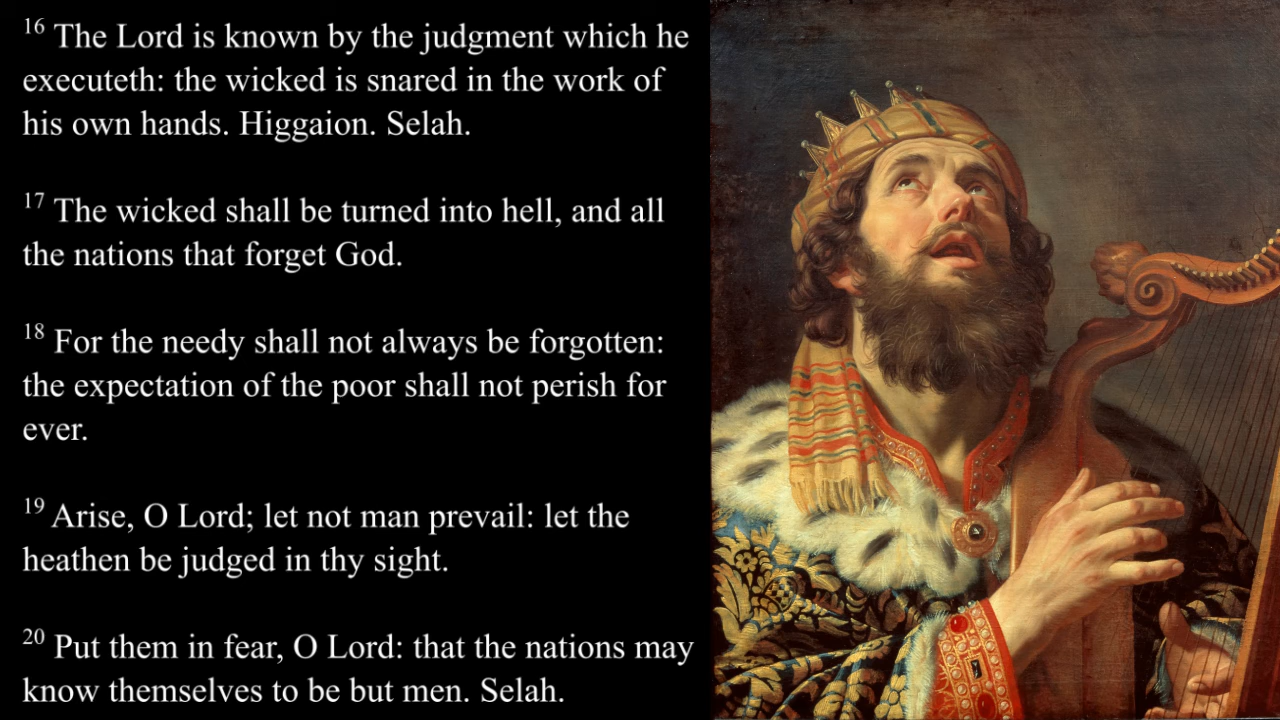 16 The Lord is known by the judgment which he
executeth: the wicked is snared in the work of
his own hands. Higgaion. Selah.
17 The wicked shall be turned into hell, and all
the nations that forget God.
18 For the needy shall not always be forgotten:
the expectation of the poor shall not perish for
ever.
19 Arise, O Lord; let not man prevail: let the
heathen be judged in thy sight.
20 Put them in fear, O Lord: that the nations may
know themselves to be but men. Selah.